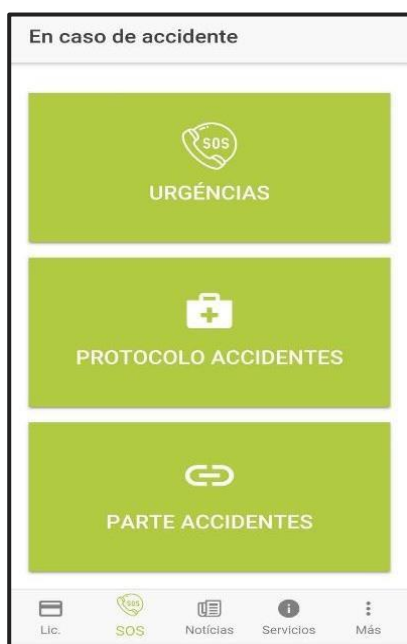 En caso de accidente
SOS
URGÉNCIAS
PROTOCOLO ACCIDENTES
PARTE ACCIDENTES
SOS
Lic. SOS Notícias Servicios Más